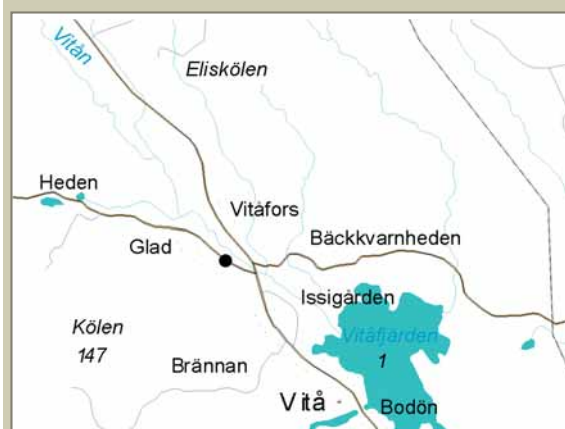 Vitån
Eliskölen
Heden
Vitåfors
Glad
Bäckkvarnheden
Issigården
Kölen
147
Vitåfjärden
1
Brännan
Vitå
Bodön